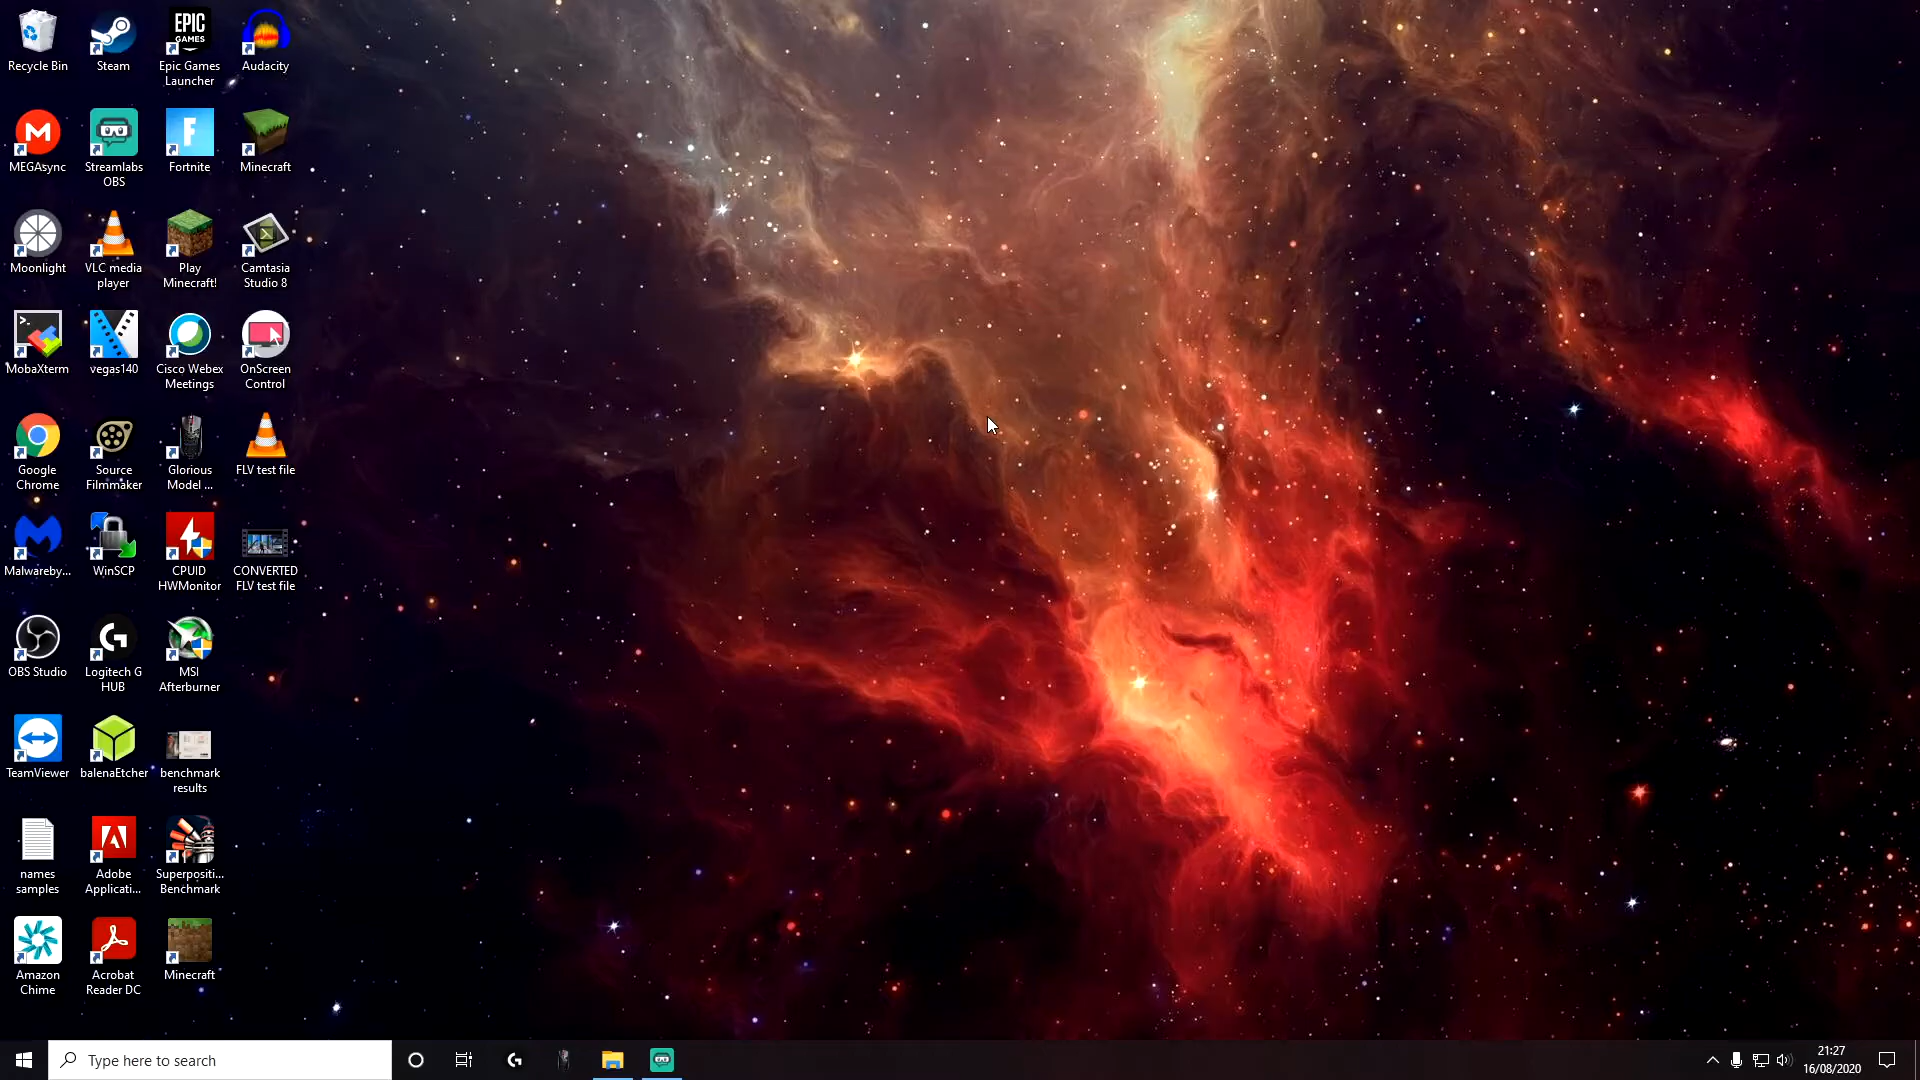 Recycle Bin
Steam
EPIC
GAMES
Epic Games
Launcher
Audacity
MEGAsync
Streamlabs
OBS
Fortnite
Minecraft
Moonlight
VLC media
player
Play
Minecraft!
Camtasia
Studio 8
MobaXterm
vegas140
Cisco Webex
Meetings
OnScreen
Control
Google
Chrome
Source
Filmmaker
Glorious
Model ...
FLV test file
Malwareby...
WinSCP
CPUID
HWMonitor
CONVERTED
FLV test file
OBS Studio
Logitech G
HUB
MSI
Afterburner
TeamViewer
balenaEtcher
benchmark
results
names
samples
Adobe
Applicati...
Superpositi...
Benchmark
Amazon
Chime
Acrobat
Reader DC
Minecraft
Type here to search
21:27
16/08/2020